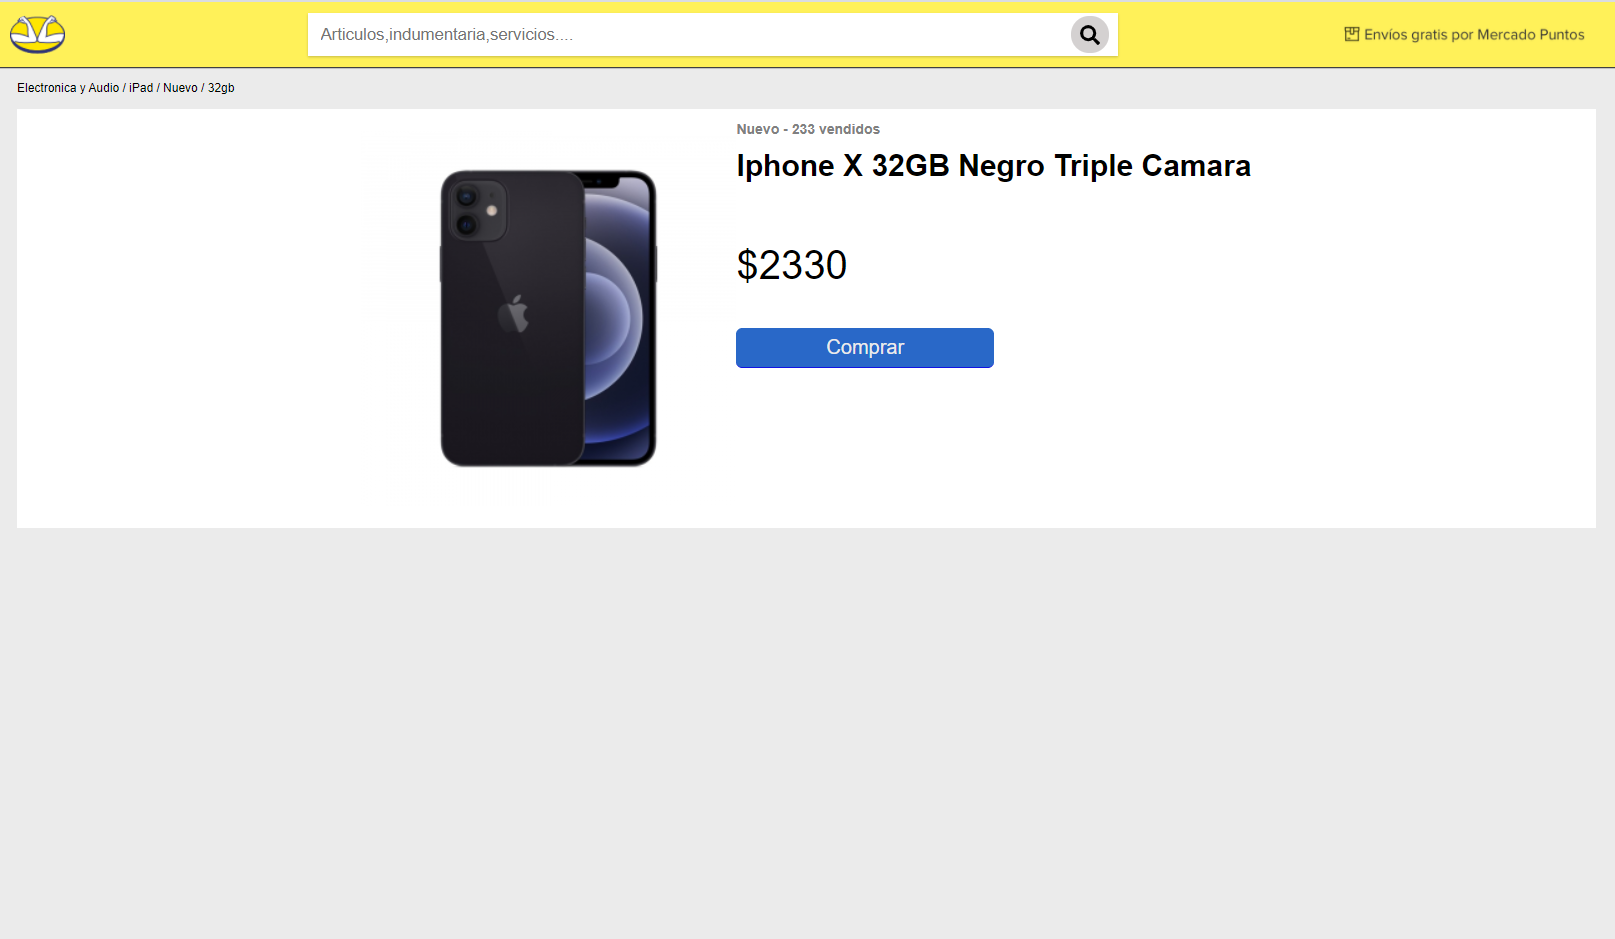 Articulos,indumentaria,servicios....
Envíos gratis por Mercado Puntos
Electronica y Audio / iPad / Nuevo / 32gb
Nuevo - 233 vendidos
Iphone X 32GB Negro Triple Camara
$2330
Comprar